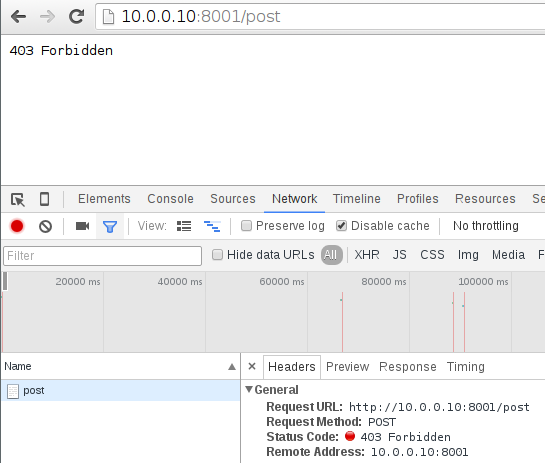 10.0.0.10:8001/post
403 Forbidden
Elements Console Sources Network Timeline Profiles Resources Se
View: Preserve log Disable cache No throttling
Filter Hide data URLs All XHR JS CSS Img Media F
20000 ms 40000 ms 60000 ms 80000 ms 100000 ms
Name × Headers Preview Response Timing
post
General
Request URL: http://10.0.0.10:8001/post
Request Method: POST
Status Code: 403 Forbidden
Remote Address: 10.0.0.10:8001